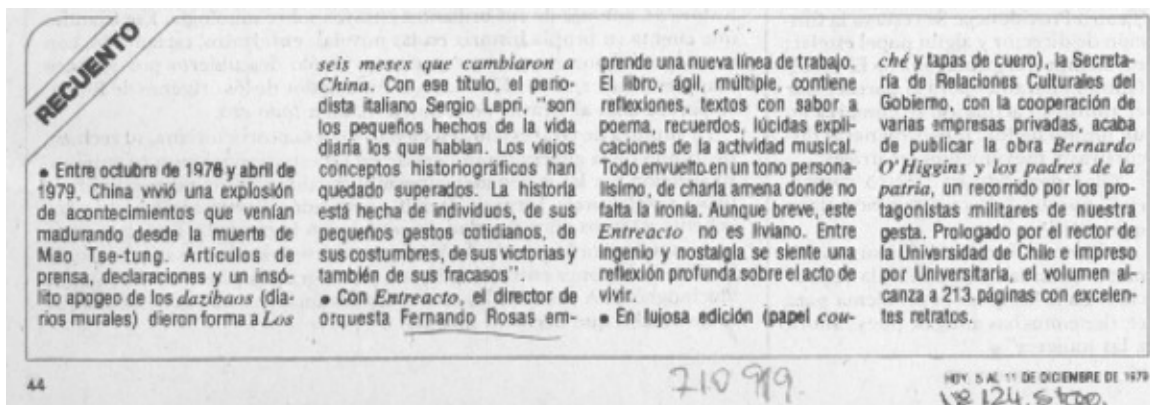 RECUENTO
● Entre octubre de 1978 y abril de
1979, China vivió una explosión
de acontecimientos que venían
madurando desde la muerte de
Mao Tse-tung. Artículos de
prensa, declaraciones y un insó-
lito apogeo de los dazibaos (dia-
rios murales) dieron forma a Los
seis meses que cambiaron a
China. Con ese título, el perio-
dista italiano Sergio Lepri, "son
los pequeños hechos de la vida
diaria los que hablan. Los viejos
conceptos historiográficos han
quedado superados. La historia
está hecha de individuos, de sus
pequeños gestos cotidianos, de
sus costumbres, de sus victorias y
también de sus fracasos".
● Con Entreacto, el director de
orquesta Fernando Rosas em-
prende una nueva línea de trabajo.
El libro, ágil, múltiple, contiene
reflexiones, textos con sabor a
poema, recuerdos, lúcidas expli-
caciones de la actividad musical.
Todo envuelto en un tono persona-
lísimo, de charla amena donde no
falta la ironía. Aunque breve, este
Entreacto no es liviano. Entre
ingenio y nostalgia se siente una
reflexión profunda sobre el acto de
vivir.
● En lujosa edición (papel cou-
ché y tapas de cuero), la Secreta-
ría de Relaciones Culturales del
Gobierno, con la cooperación de
varias empresas privadas, acaba
de publicar la obra Bernardo
O'Higgins y los padres de la
patria, un recorrido por los pro-
tagonistas militares de nuestra
gesta. Prologado por el rector de
la Universidad de Chile e impreso
por Universitaria, el volumen al-
canza a 213 páginas con excelen-
tes retratos.
44
210 919.
HOY, 5 AL 11 DE DICIEMBRE DE 1979